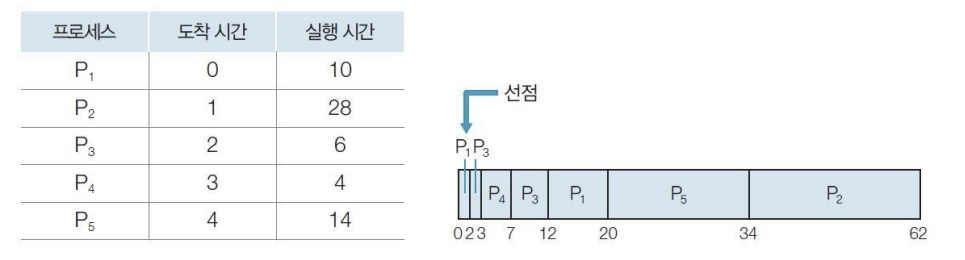 프로세스 도착 시간 실행 시간
P₁ 0 10
P₂ 1 28
P₃ 2 6
P₄ 3 4
P₅ 4 14
선점
P₁ P₃
P₄ P₃ P₁ P₅ P₂
0 2 3 7 12 20 34 62